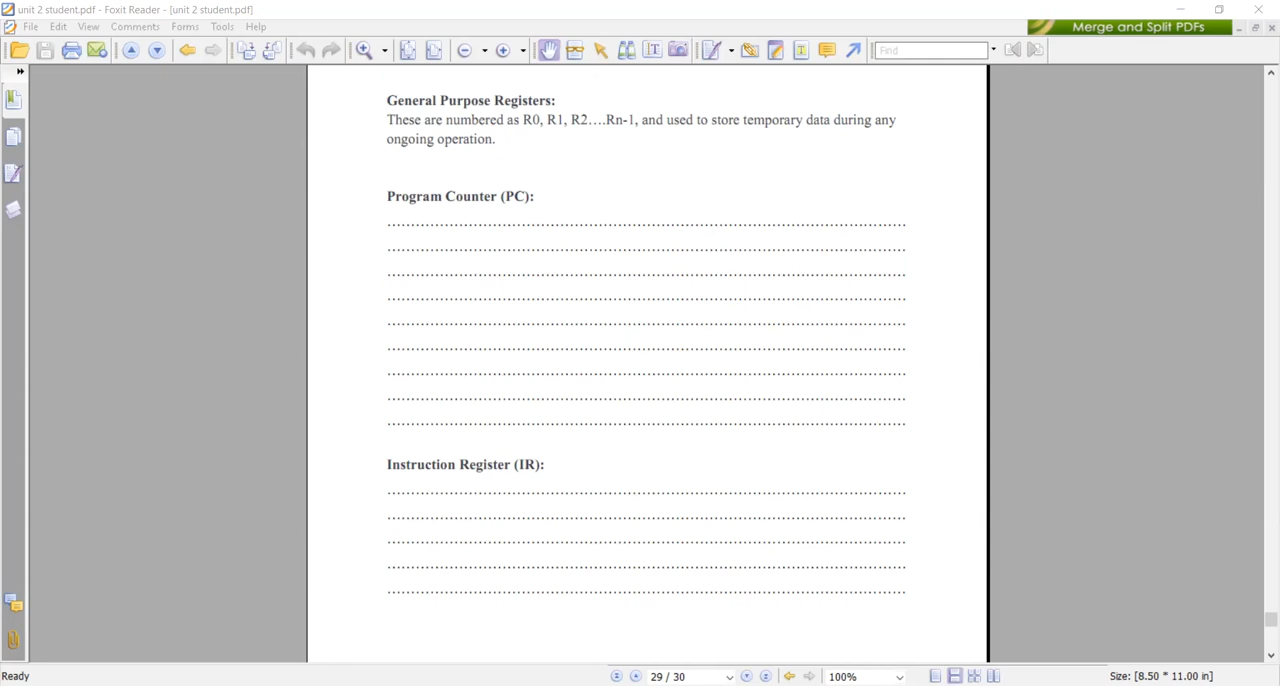 unit 2 student.pdf - Foxit Reader - [unit 2 student.pdf]
File Edit View Comments Forms Tools Help
Merge and Split PDFs
Find
General Purpose Registers:
These are numbered as R0, R1, R2….Rn-1, and used to store temporary data during any
ongoing operation.
Program Counter (PC):
Instruction Register (IR):
Ready
29 / 30
100%
Size: [8.50 * 11.00 in]